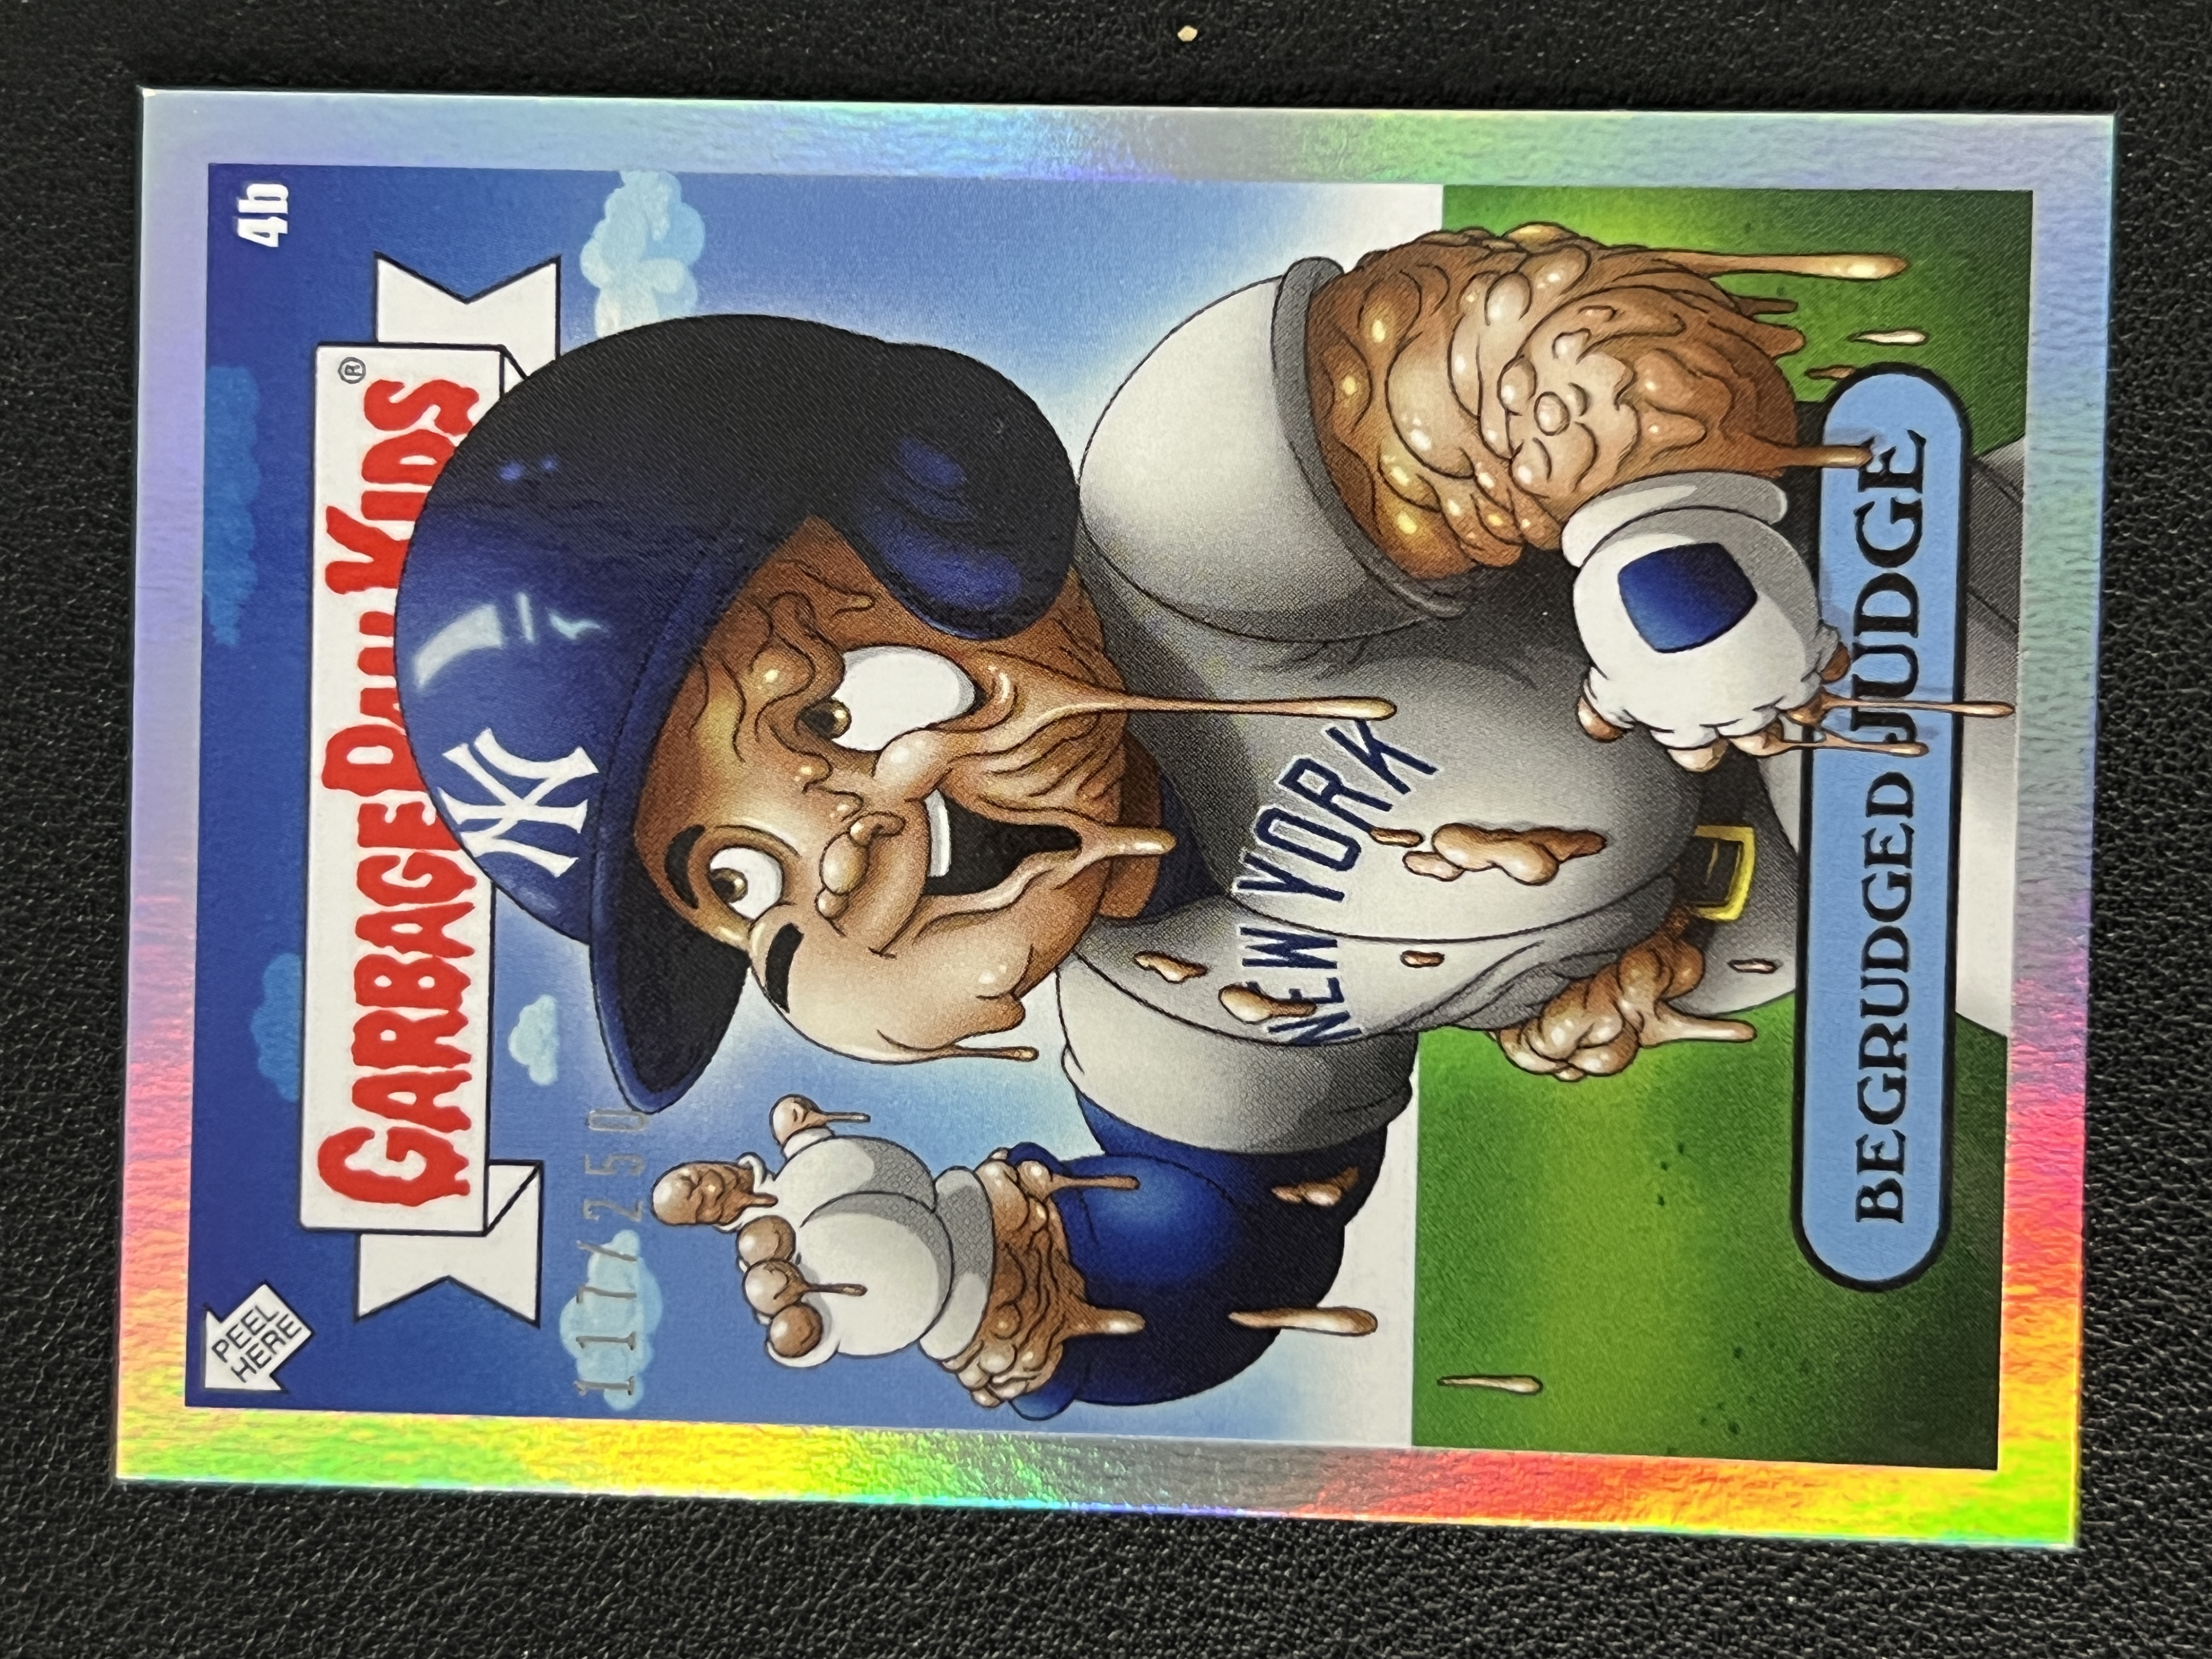 4b
GARBAGE PAIL KIDS®
PEEL
HERE
117/250
NY
NEW YORK
BEGRUDGED JUDGE